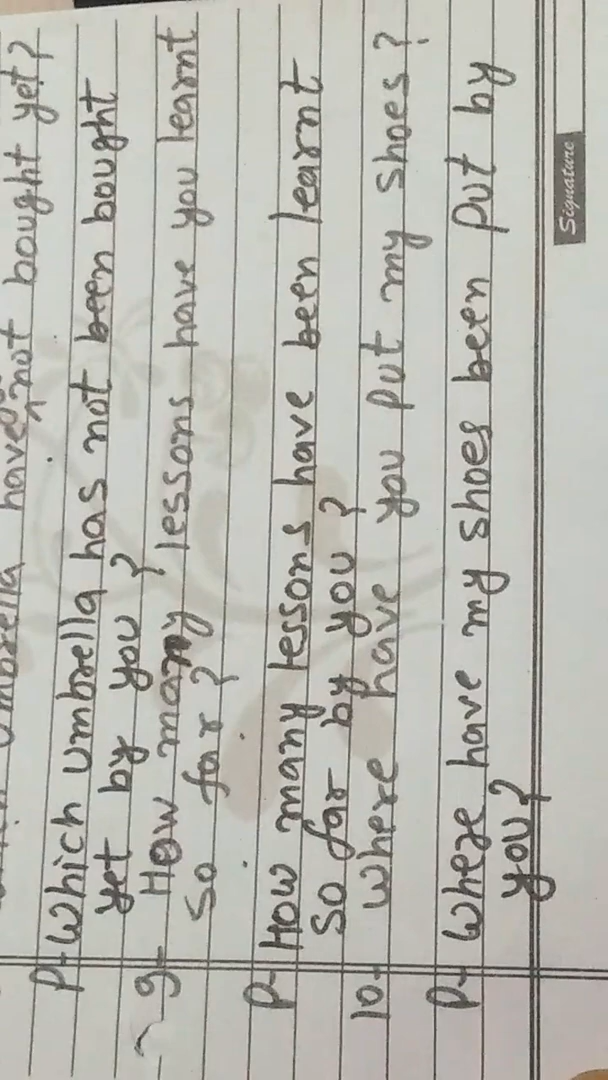 umbrella have not bought yet?
P- Which umbrella has not been bought
yet by you?
9- How many lessons have you learnt
so far?
P- How many lessons have been learnt
so far by you?
10- where have you put my shoes?
P- Where have my shoes been put by
you?
Signature